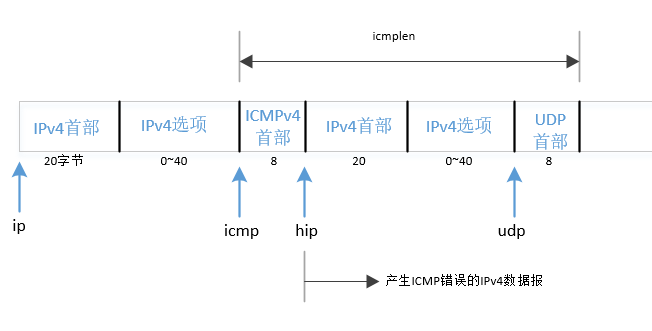 icmplen
IPv4首部
IPv4选项
ICMPv4
首部
IPv4首部
IPv4选项
UDP
首部
20字节
0~40
8
20
0~40
8
ip
icmp
hip
udp
产生ICMP错误的IPv4数据报